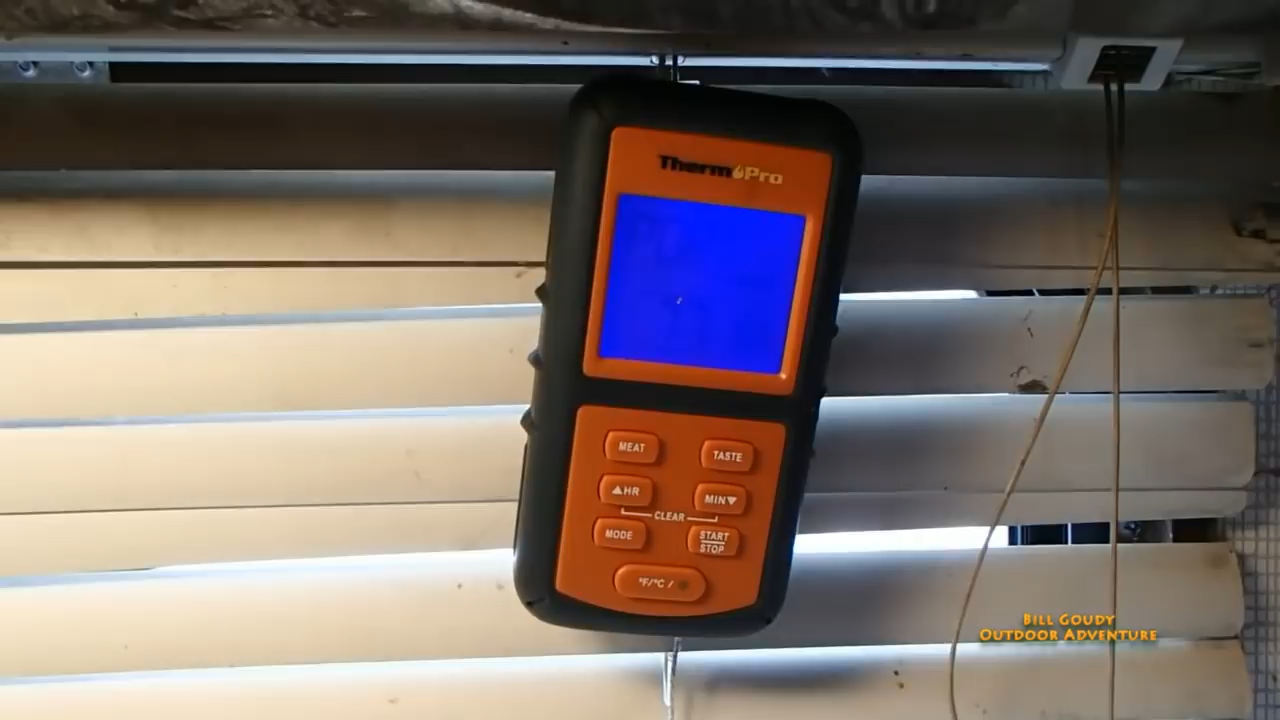 ThermoPro
MEAT
TASTE
▲HR
MIN▼
CLEAR
MODE
START
STOP
°F/°C /
BILL GOUDY
OUTDOOR ADVENTURE